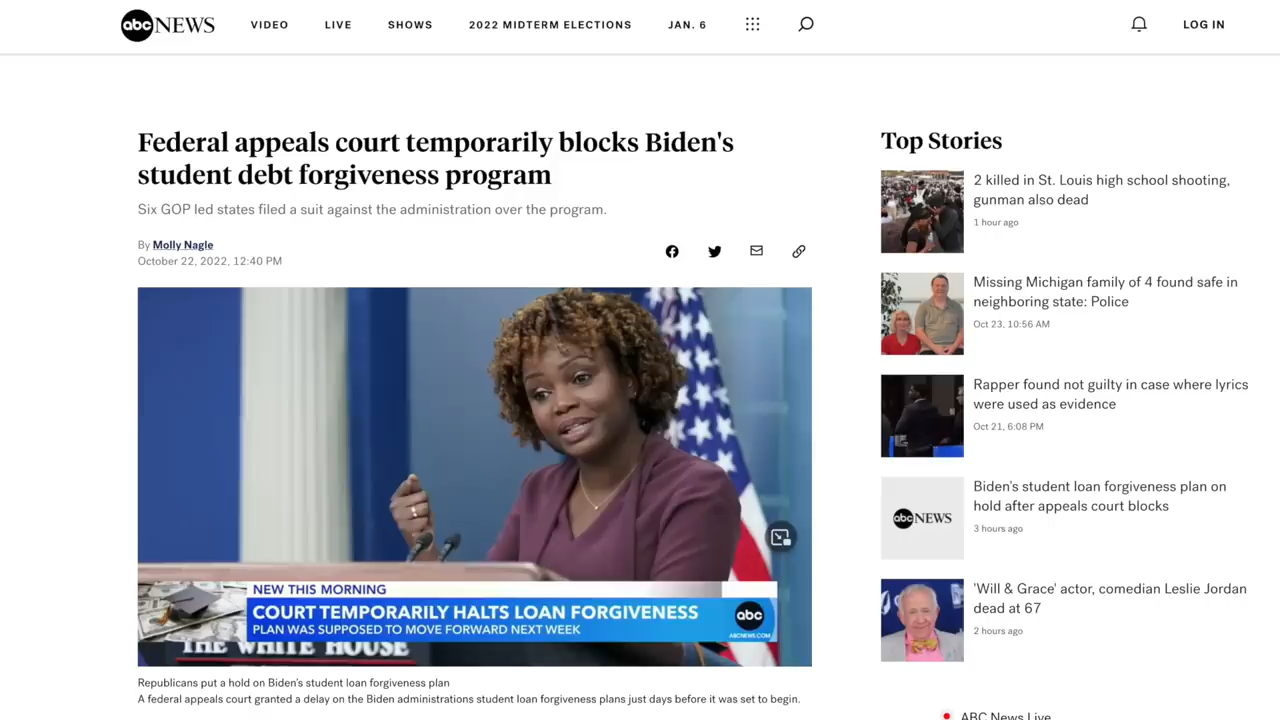 abc NEWS
VIDEO
LIVE
SHOWS
2022 MIDTERM ELECTIONS
JAN. 6
LOG IN
Federal appeals court temporarily blocks Biden's
student debt forgiveness program
Six GOP led states filed a suit against the administration over the program.
By Molly Nagle
October 22, 2022, 12:40 PM
NEW THIS MORNING
COURT TEMPORARILY HALTS LOAN FORGIVENESS
PLAN WAS SUPPOSED TO MOVE FORWARD NEXT WEEK
abc
ABCNEWS.COM
THE WHITE HOUSE
Republicans put a hold on Biden's student loan forgiveness plan
A federal appeals court granted a delay on the Biden administrations student loan forgiveness plans just days before it was set to begin.
Top Stories
2 killed in St. Louis high school shooting,
gunman also dead
1 hour ago
Missing Michigan family of 4 found safe in
neighboring state: Police
Oct 23, 10:56 AM
Rapper found not guilty in case where lyrics
were used as evidence
Oct 21, 6:08 PM
abc NEWS
Biden's student loan forgiveness plan on
hold after appeals court blocks
3 hours ago
'Will & Grace' actor, comedian Leslie Jordan
dead at 67
2 hours ago
ABC News Live